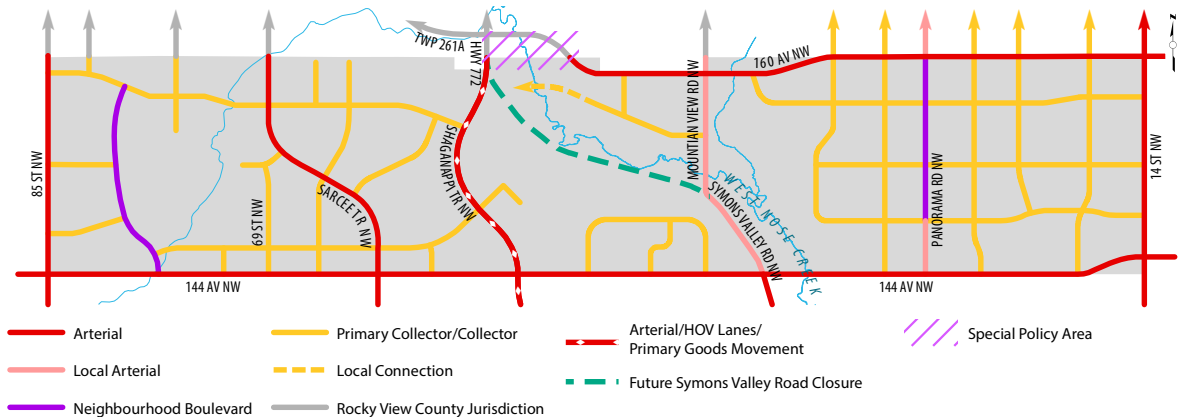 TWP 261A
HWY 772
160 AV NW
MOUNTIAN VIEW RD NW
85 ST NW
69 ST NW
SARCEE TR NW
SHAGANAPPI TR NW
SYMONS VALLEY RD NW
WEST NOSE CREEK
PANORAMA RD NW
14 ST NW
144 AV NW
144 AV NW
Arterial
Local Arterial
Neighbourhood Boulevard
Primary Collector/Collector
Local Connection
Rocky View County Jurisdiction
Arterial/HOV Lanes/
Primary Goods Movement
Future Symons Valley Road Closure
Special Policy Area